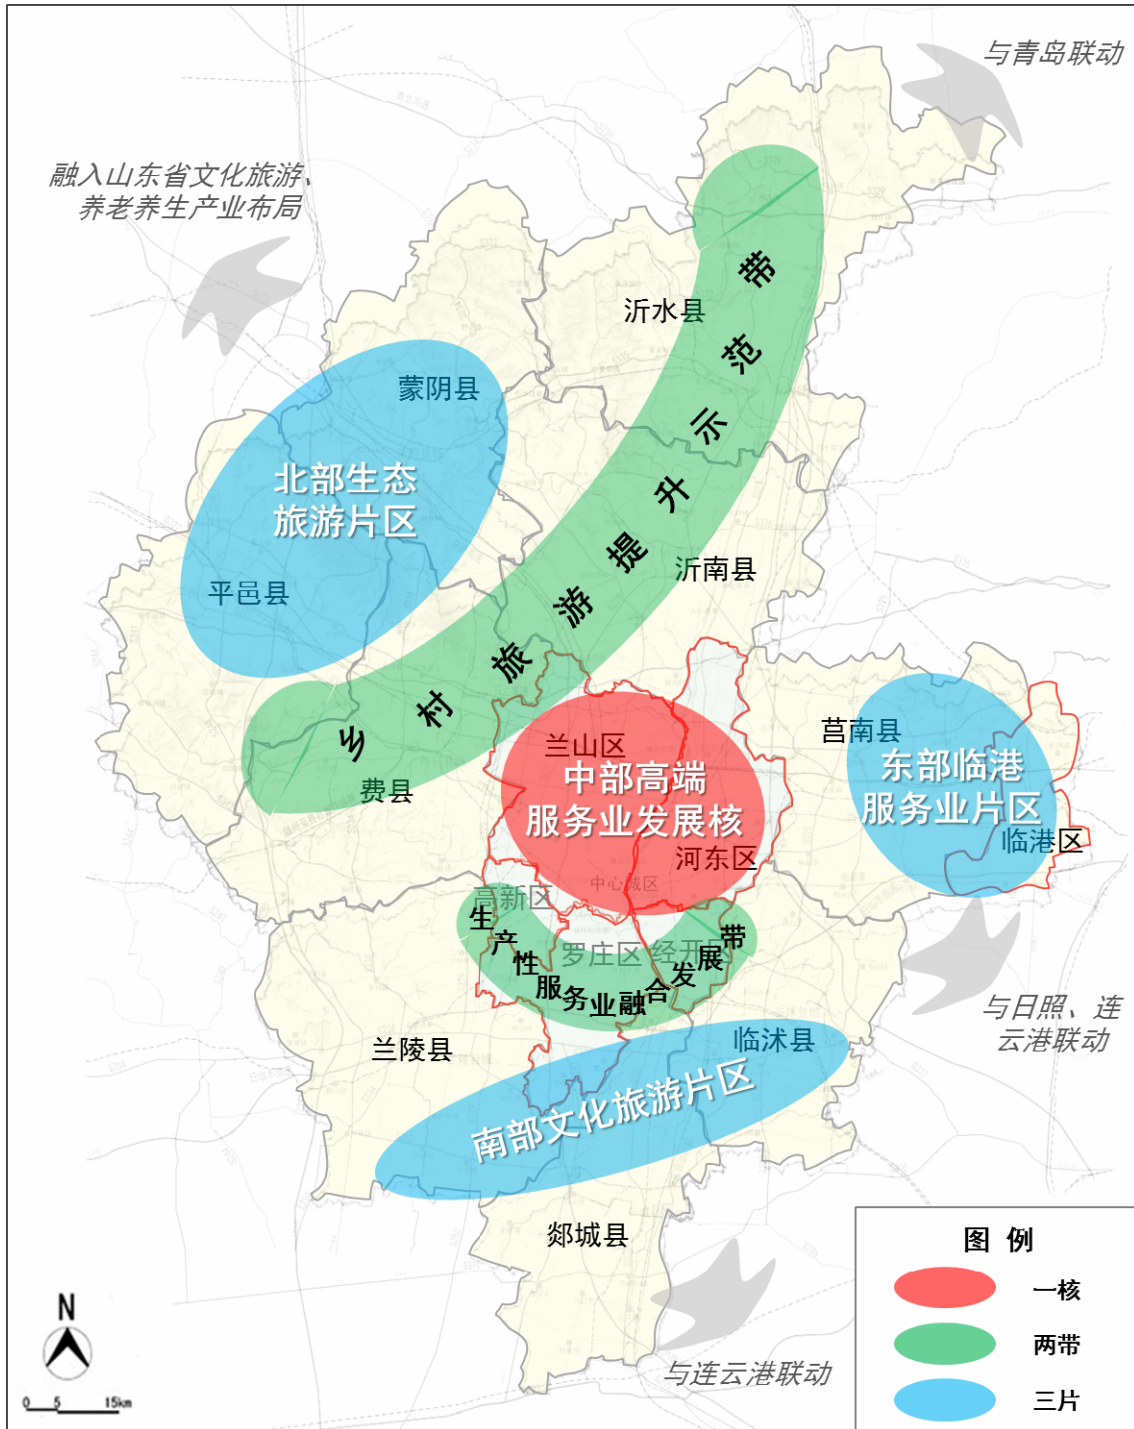 与青岛联动
融入山东省文化旅游、
养老养生产业布局
沂水县
蒙阴县
北部生态
旅游片区
平邑县
沂南县
乡村旅游提升示范带
费县
兰山区
中部高端
服务业发展核
河东区
中心城区
莒南县
东部临港
服务业片区
临港区
高新区
罗庄区
经开区
生产性服务业融合发展带
与日照、连
云港联动
兰陵县
临沭县
南部文化旅游片区
郯城县
与连云港联动
图 例
一核
两带
三片
N
0 5 15km